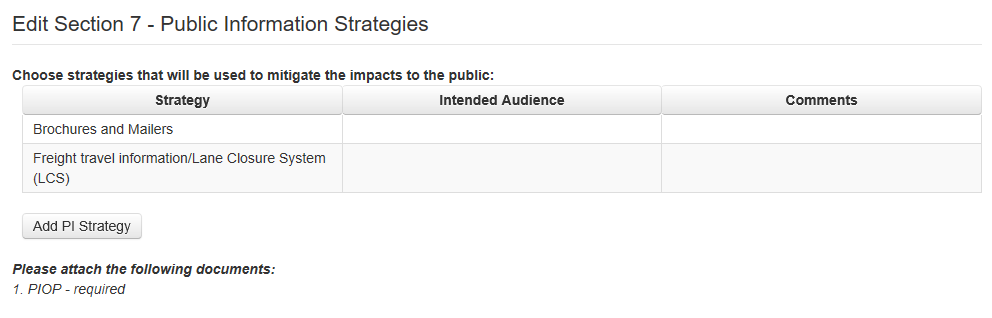 Edit Section 7 - Public Information Strategies
Choose strategies that will be used to mitigate the impacts to the public:
Strategy Intended Audience Comments
Brochures and Mailers
Freight travel information/Lane Closure System
(LCS)
Add PI Strategy
Please attach the following documents:
1. PIOP - required